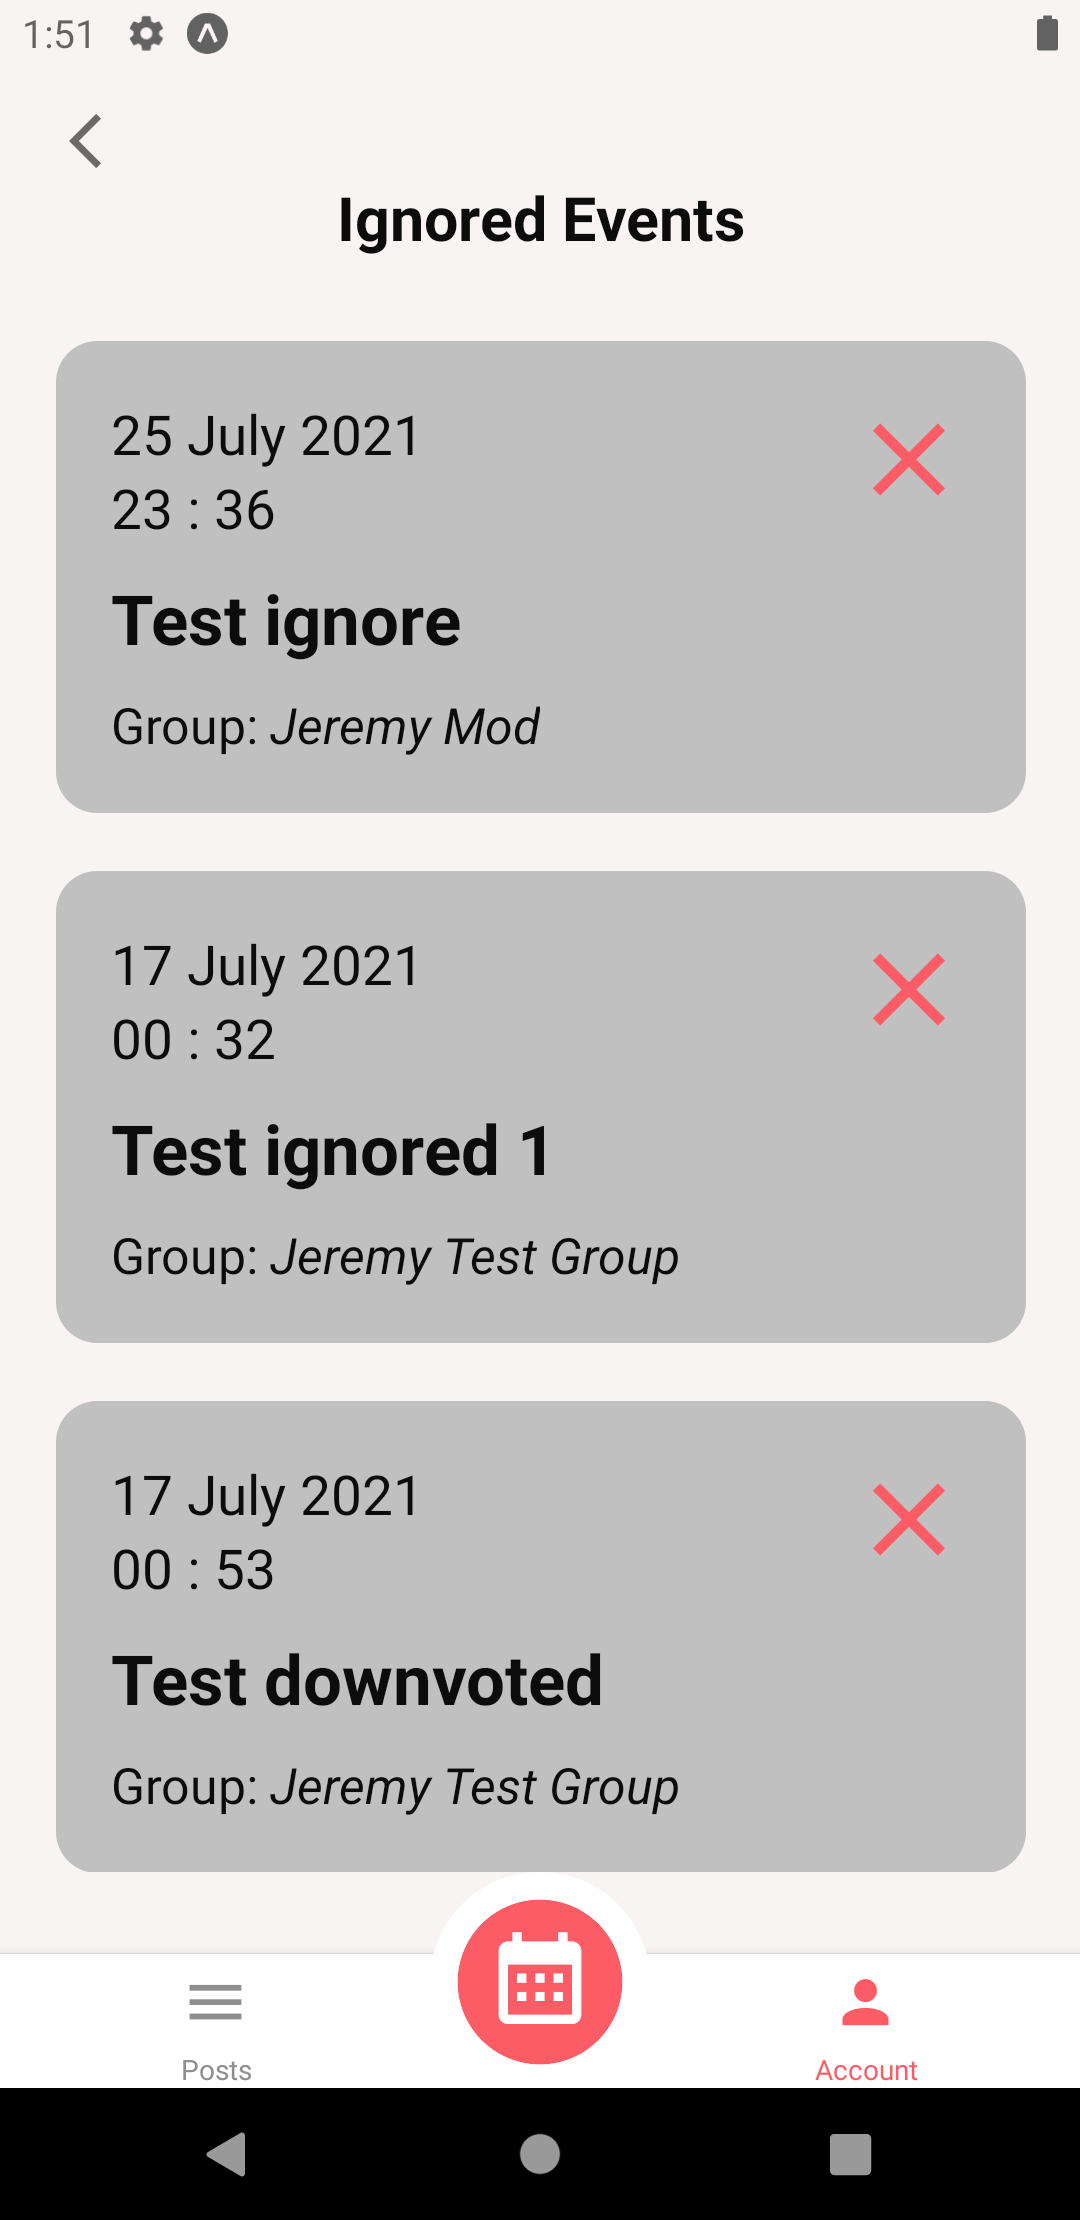 1:51
Ignored Events
25 July 2021
23 : 36
Test ignore
Group: Jeremy Mod
17 July 2021
00 : 32
Test ignored 1
Group: Jeremy Test Group
17 July 2021
00 : 53
Test downvoted
Group: Jeremy Test Group
Posts
Account